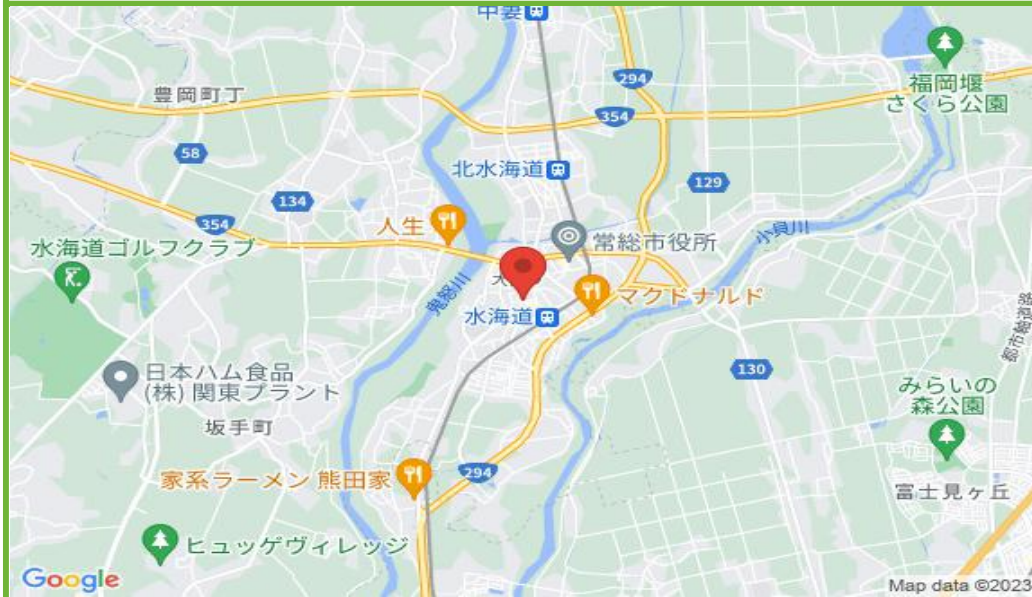 中妻
294
豊岡町丁
福岡堰
さくら公園
354
58
北水海道
129
134
人生
小貝川
354
常総市役所
水海道ゴルフクラブ
鬼怒川
マクドナルド
水海道
都市軸道路
日本ハム食品
(株) 関東プラント
130
みらいの
森公園
坂手町
家系ラーメン 熊田家
294
富士見ヶ丘
ヒュッゲヴィレッジ
Google
Map data ©2023